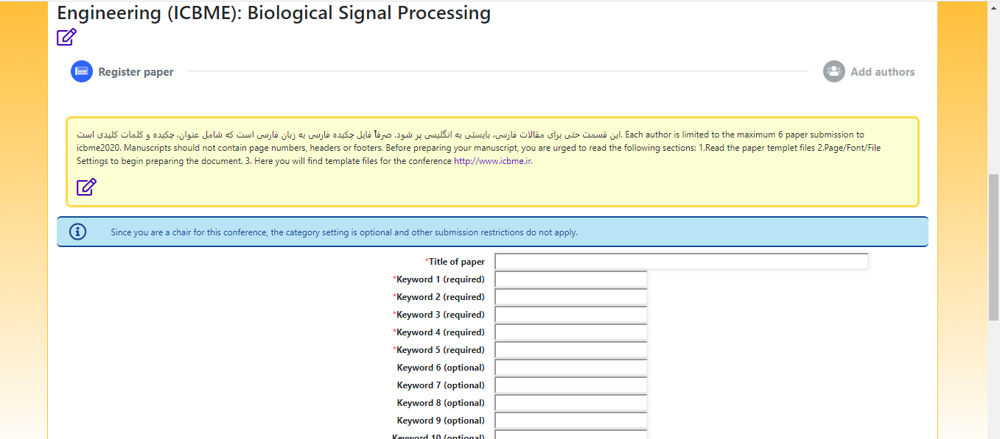 Engineering (ICBME): Biological Signal Processing
Register paper
Add authors
این قسمت حتی برای مقالات فارسی، بایستی به انگلیسی پر شود. صرفاً فایل چکیده فارسی به زبان فارسی است که شامل عنوان، چکیده و کلمات کلیدی است. Each author is limited to the maximum 6 paper submission to
icbme2020. Manuscripts should not contain page numbers, headers or footers. Before preparing your manuscript, you are urged to read the following sections: 1.Read the paper templet files 2.Page/Font/File
Settings to begin preparing the document. 3. Here you will find template files for the conference http://www.icbme.ir.
Since you are a chair for this conference, the category setting is optional and other submission restrictions do not apply.
*Title of paper
*Keyword 1 (required)
*Keyword 2 (required)
*Keyword 3 (required)
*Keyword 4 (required)
*Keyword 5 (required)
Keyword 6 (optional)
Keyword 7 (optional)
Keyword 8 (optional)
Keyword 9 (optional)
Keyword 10 (optional)